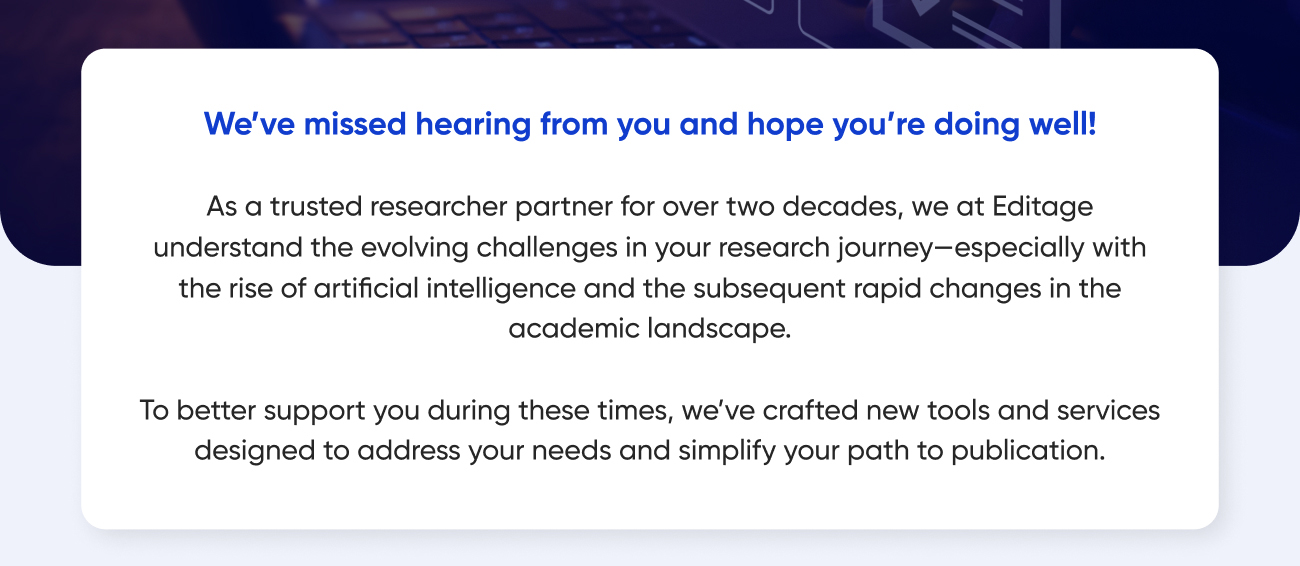 We’ve missed hearing from you and hope you’re doing well!
As a trusted researcher partner for over two decades, we at Editage
understand the evolving challenges in your research journey—especially with
the rise of artificial intelligence and the subsequent rapid changes in the
academic landscape.
To better support you during these times, we’ve crafted new tools and services
designed to address your needs and simplify your path to publication.